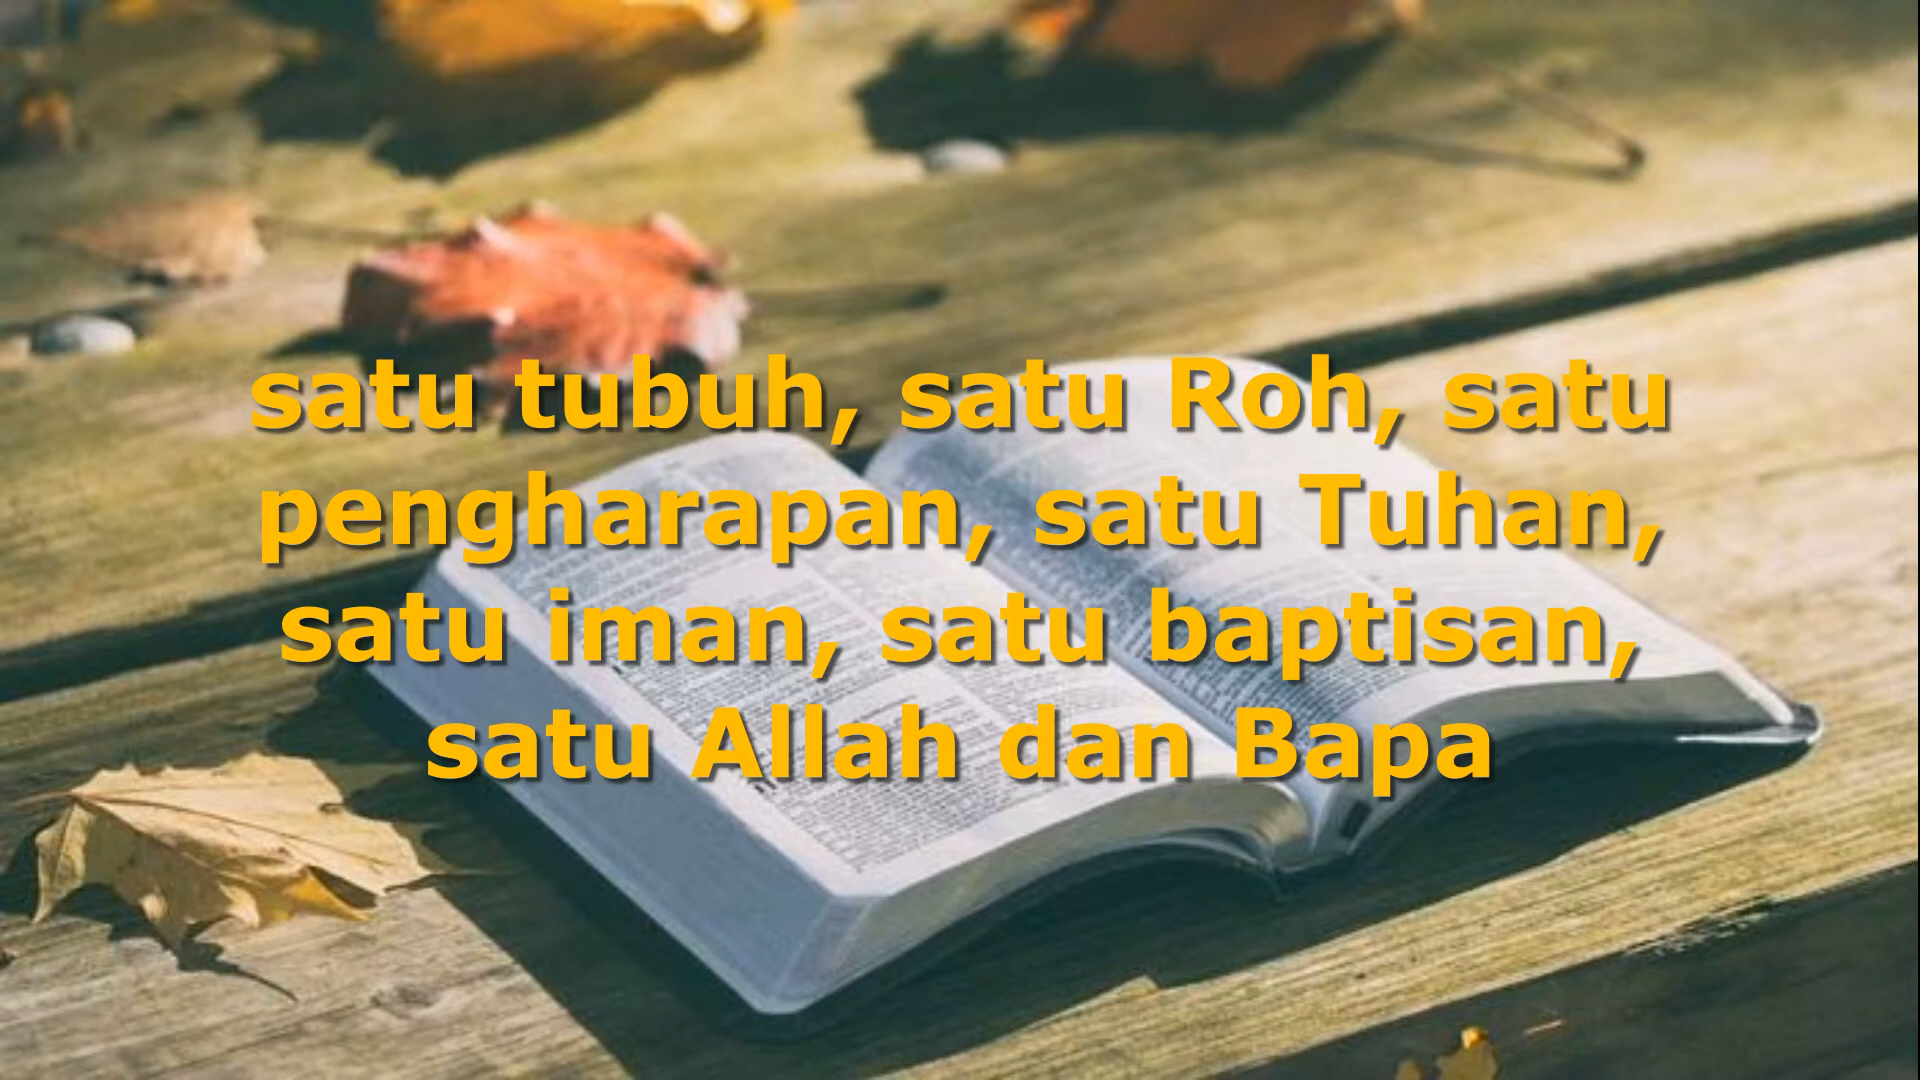 satu tubuh, satu Roh, satu
pengharapan, satu Tuhan,
satu iman, satu baptisan,
satu Allah dan Bapa